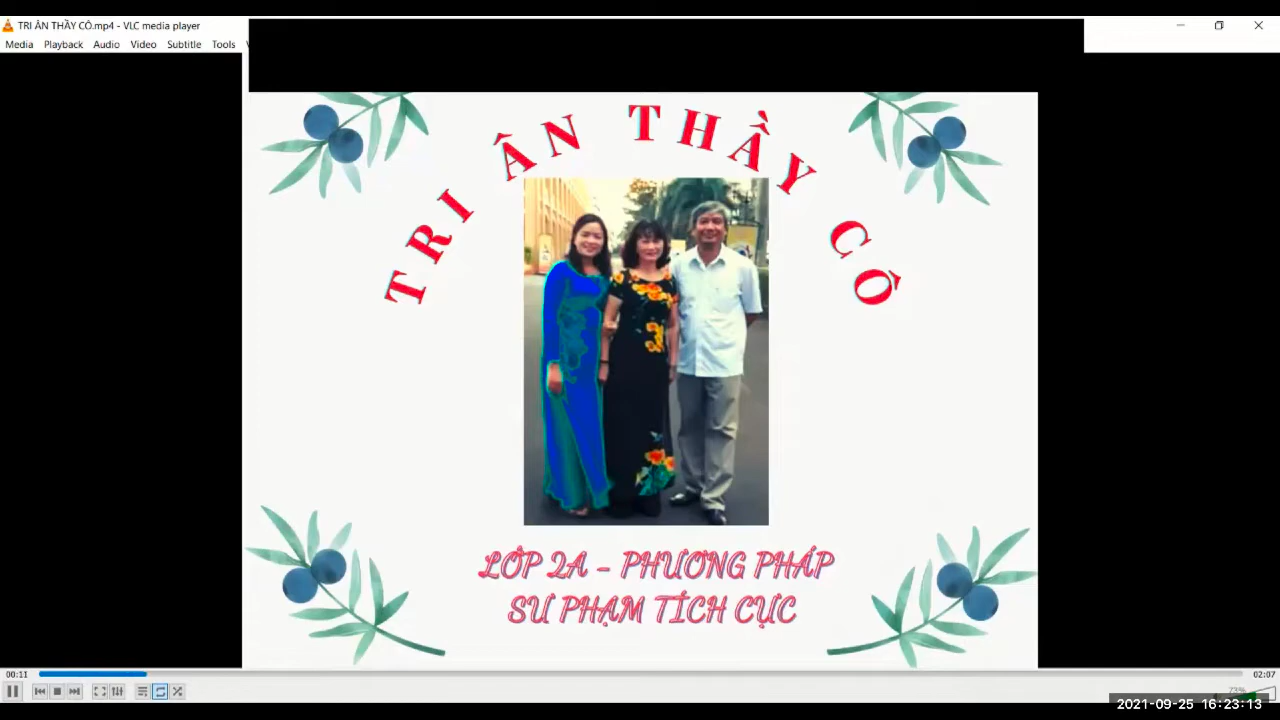 TRI ÂN THẦY CÔ.mp4 - VLC media player
Media Playback Audio Video Subtitle Tools
TRI ÂN THẦY CÔ
LỚP 2A – PHƯƠNG PHÁP
SƯ PHẠM TÍCH CỰC
00:11
02:07
73%
2021-09-25 16:23:13